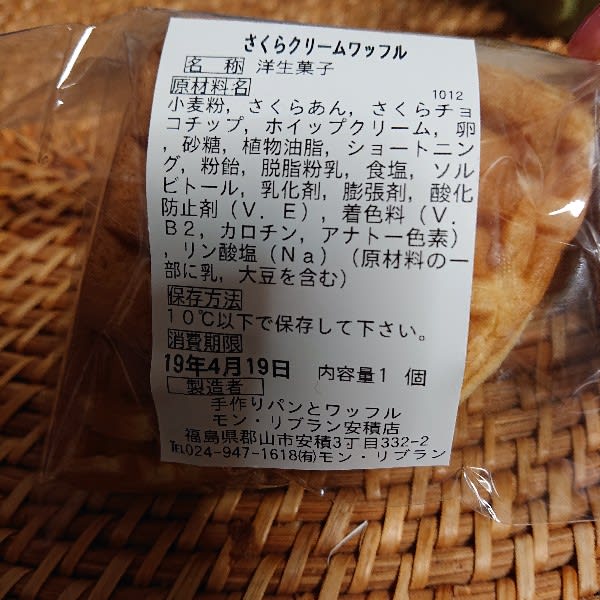 さくらクリームワッフル
名 称 洋生菓子
原材料名 1012
小麦粉，さくらあん，さくらチョ
コチップ，ホイップクリーム，卵
，砂糖，植物油脂，ショートニン
グ，粉飴，脱脂粉乳，食塩，ソル
ビトール，乳化剤，膨張剤，酸化
防止剤（Ｖ．Ｅ），着色料（Ｖ．
Ｂ２，カロチン，アナトー色素）
，リン酸塩（Ｎａ）（原材料の一
部に乳，大豆を含む）
保存方法
１０℃以下で保存して下さい。
消費期限
19年4月19日 内容量1 個
製造者
手作りパンとワッフル
モン・リブラン安積店
福島県郡山市安積3丁目332-2
℡024-947-1618㈲モン・リブラン